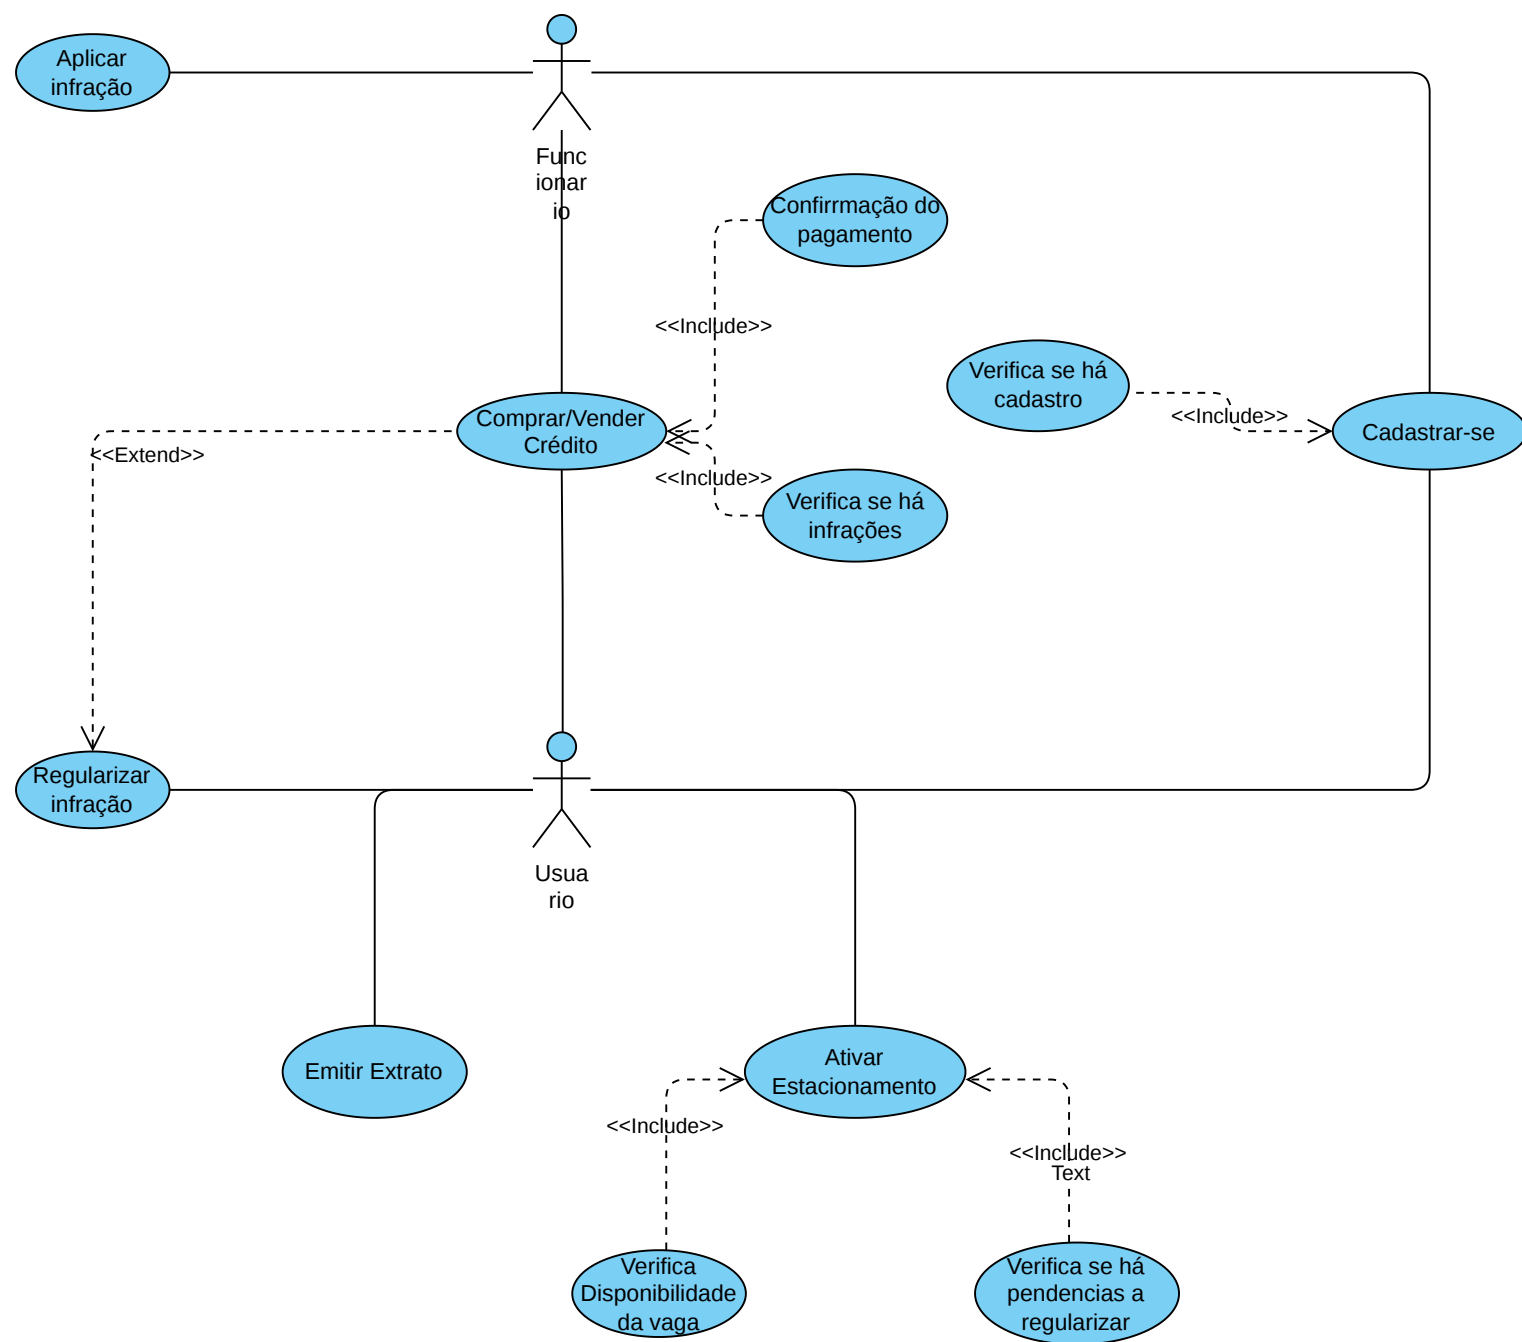 Aplicar
infração
Func
ionar
io
Confirrmação do
pagamento
<<Include>>
Verifica se há
cadastro
<<Include>>
Comprar/Vender
Crédito
Cadastrar-se
<<Extend>>
<<Include>>
Verifica se há
infrações
Regularizar
infração
Usua
rio
Emitir Extrato
Ativar
Estacionamento
<<Include>>
<<Include>>
Text
Verifica
Disponibilidade
da vaga
Verifica se há
pendencias a
regularizar